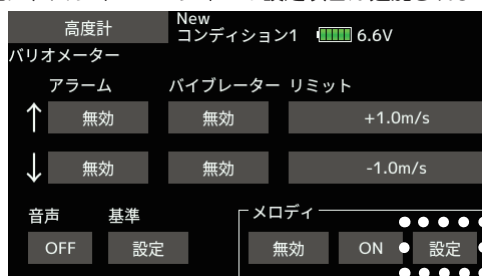 高度計
New
コンディション1 6.6V
バリオメーター
アラーム バイブレーター リミット
↑ 無効 無効 +1.0m/s
↓ 無効 無効 -1.0m/s
音声 基準 メロディ
OFF 設定 無効 ON 設定